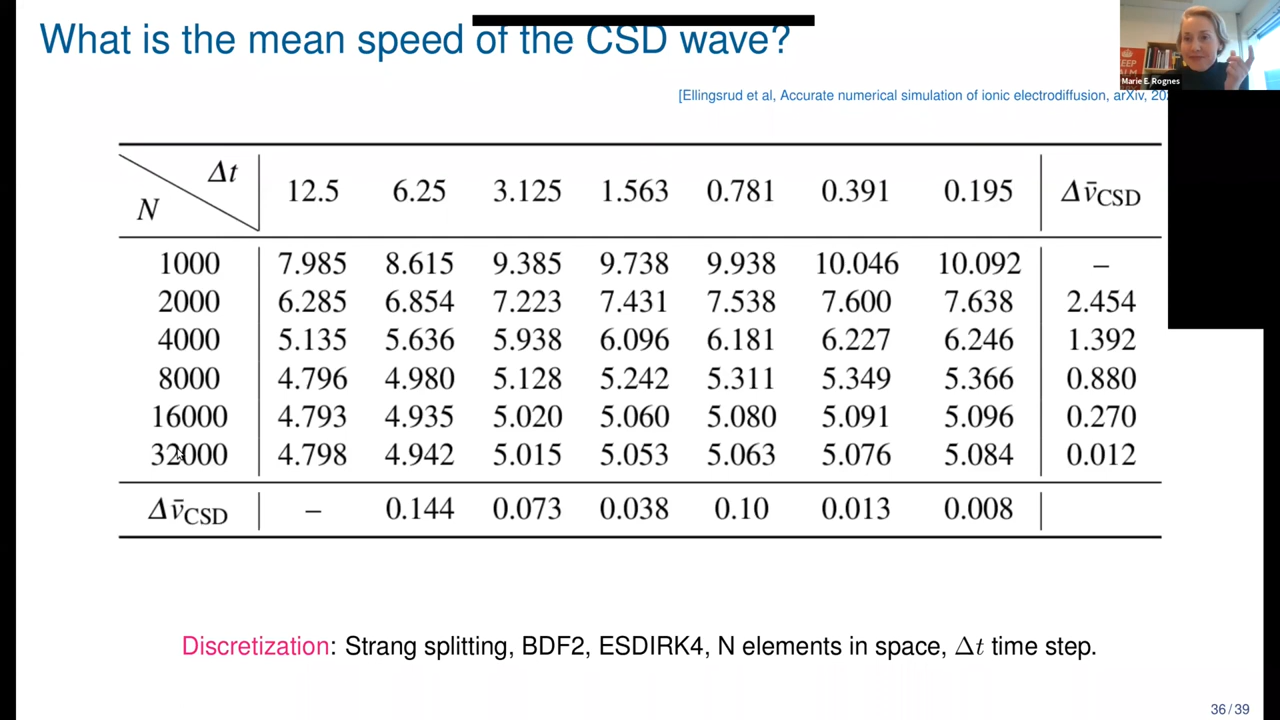 What is the mean speed of the CSD wave?
KEEP
Marie E. Rognes
[Ellingsrud et al, Accurate numerical simulation of ionic electrodiffusion, arXiv,
Δt 12.5 6.25 3.125 1.563 0.781 0.391 0.195 Δv̄CSD
N
1000 7.985 8.615 9.385 9.738 9.938 10.046 10.092 –
2000 6.285 6.854 7.223 7.431 7.538 7.600 7.638 2.454
4000 5.135 5.636 5.938 6.096 6.181 6.227 6.246 1.392
8000 4.796 4.980 5.128 5.242 5.311 5.349 5.366 0.880
16000 4.793 4.935 5.020 5.060 5.080 5.091 5.096 0.270
32000 4.798 4.942 5.015 5.053 5.063 5.076 5.084 0.012
Δv̄CSD – 0.144 0.073 0.038 0.10 0.013 0.008
Discretization: Strang splitting, BDF2, ESDIRK4, N elements in space, Δt time step.
36 / 39